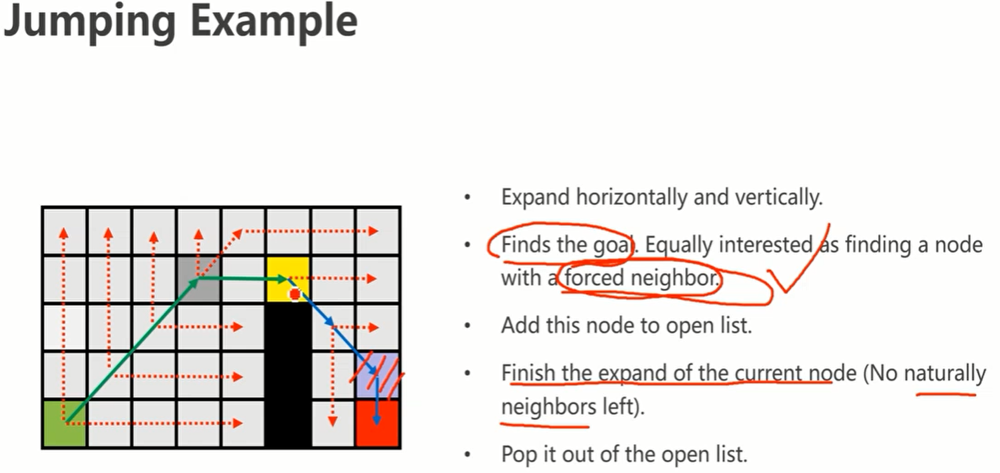 Jumping Example
• Expand horizontally and vertically.
• Finds the goal. Equally interested as finding a node
with a forced neighbor.
• Add this node to open list.
• Finish the expand of the current node (No naturally
neighbors left).
• Pop it out of the open list.